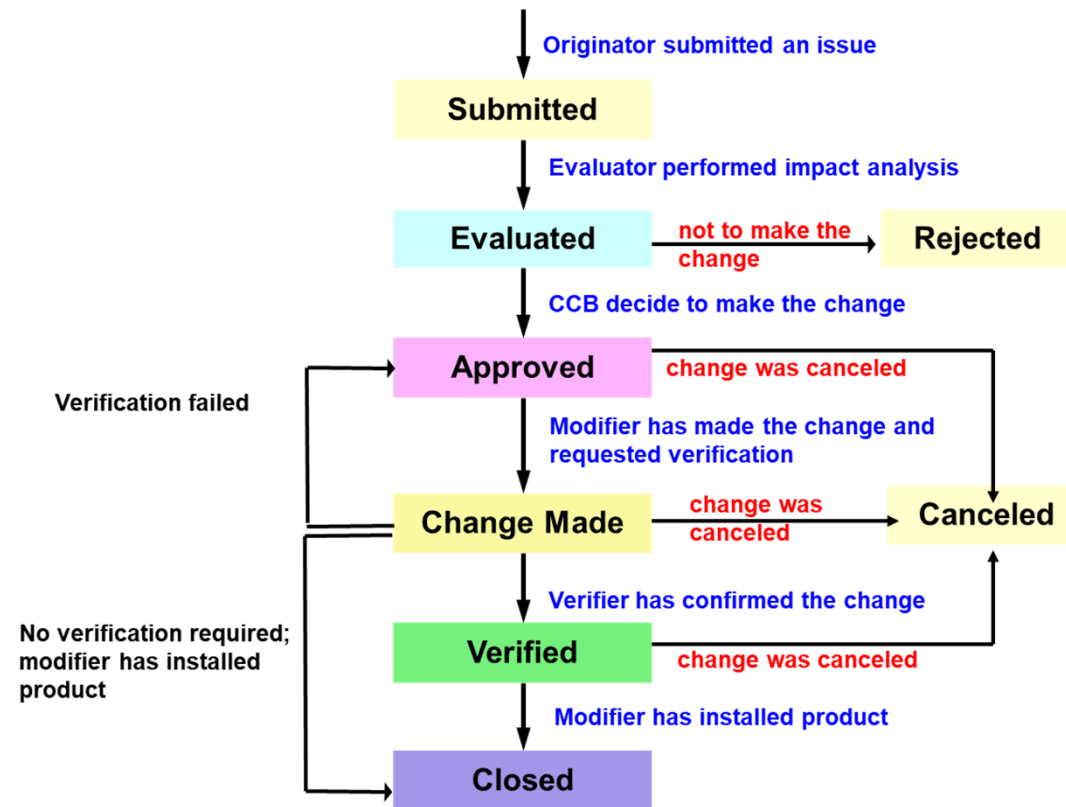 Originator submitted an issue
Submitted
Evaluator performed impact analysis
Evaluated
not to make the
change
Rejected
CCB decide to make the change
Approved
change was canceled
Verification failed
Modifier has made the change and
requested verification
Change Made
change was
canceled
Canceled
Verifier has confirmed the change
No verification required;
modifier has installed
product
Verified
change was canceled
Modifier has installed product
Closed